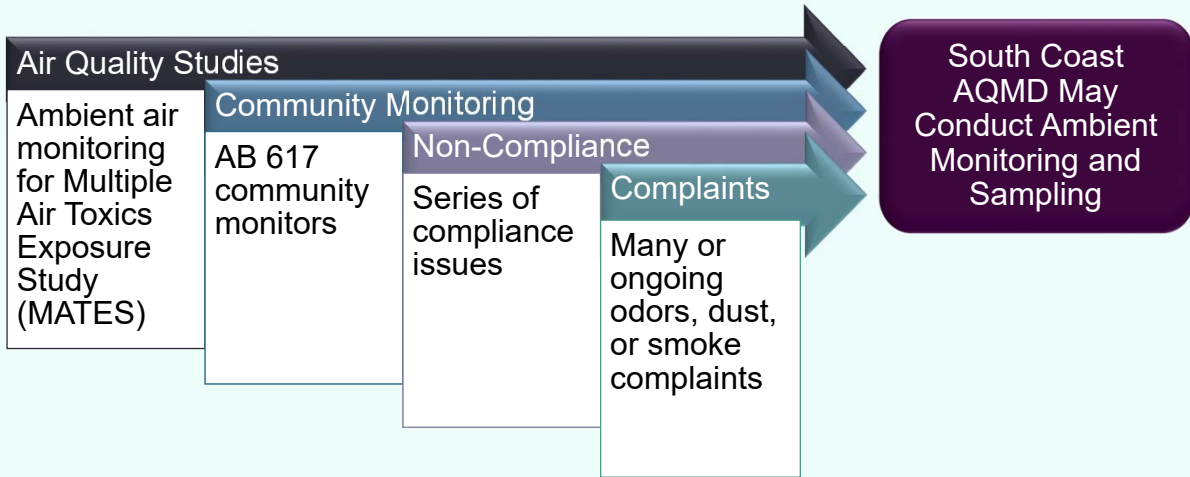 Air Quality Studies
Ambient air
monitoring
for Multiple
Air Toxics
Exposure
Study
(MATES)
Community Monitoring
AB 617
community
monitors
Non-Compliance
Series of
compliance
issues
Complaints
Many or
ongoing
odors, dust,
or smoke
complaints
South Coast
AQMD May
Conduct Ambient
Monitoring and
Sampling